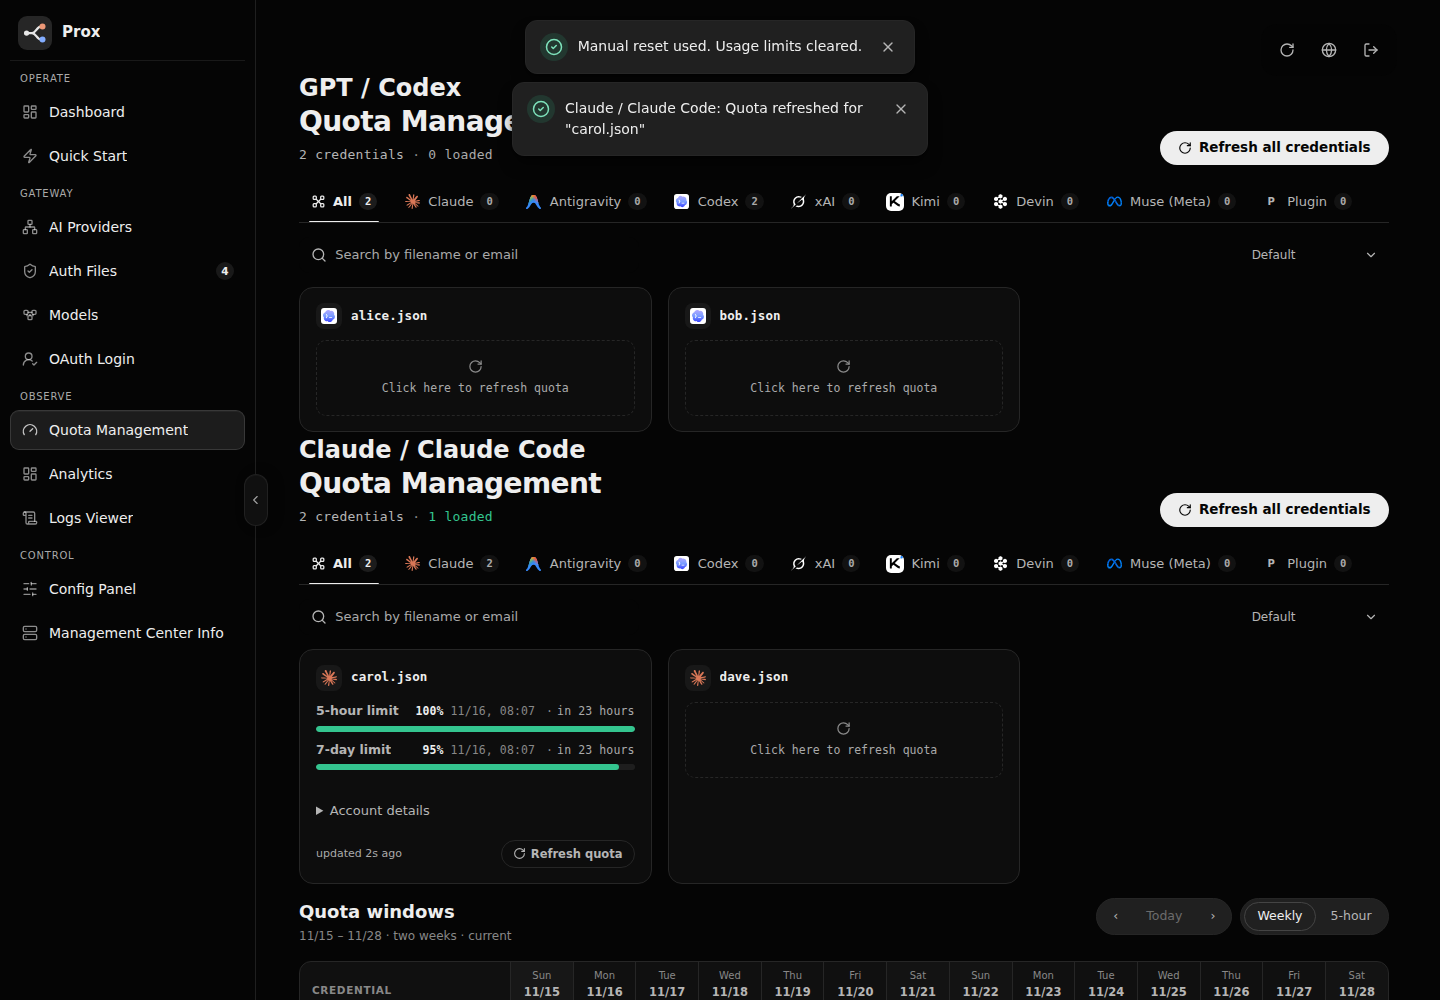 Prox
OPERATE
Dashboard
Quick Start
GATEWAY
AI Providers
Auth Files 4
Models
OAuth Login
OBSERVE
Quota Management
Analytics
Logs Viewer
CONTROL
Config Panel
Management Center Info
Manual reset used. Usage limits cleared.
Claude / Claude Code: Quota refreshed for
"carol.json"
GPT / Codex
Quota Manage
2 credentials · 0 loaded
Refresh all credentials
All 2 Claude 0 Antigravity 0 Codex 2 xAI 0 Kimi 0 Devin 0 Muse (Meta) 0 P Plugin 0
Search by filename or email Default
alice.json
Click here to refresh quota
bob.json
Click here to refresh quota
Claude / Claude Code
Quota Management
2 credentials · 1 loaded
Refresh all credentials
All 2 Claude 2 Antigravity 0 Codex 0 xAI 0 Kimi 0 Devin 0 Muse (Meta) 0 P Plugin 0
Search by filename or email Default
carol.json
5-hour limit 100% 11/16, 08:07 · in 23 hours
7-day limit 95% 11/16, 08:07 · in 23 hours
Account details
updated 2s ago Refresh quota
dave.json
Click here to refresh quota
Quota windows
11/15 – 11/28 · two weeks · current
‹ Today › Weekly 5-hour
CREDENTIAL
Sun Mon Tue Wed Thu Fri Sat Sun Mon Tue Wed Thu Fri Sat
11/15 11/16 11/17 11/18 11/19 11/20 11/21 11/22 11/23 11/24 11/25 11/26 11/27 11/28